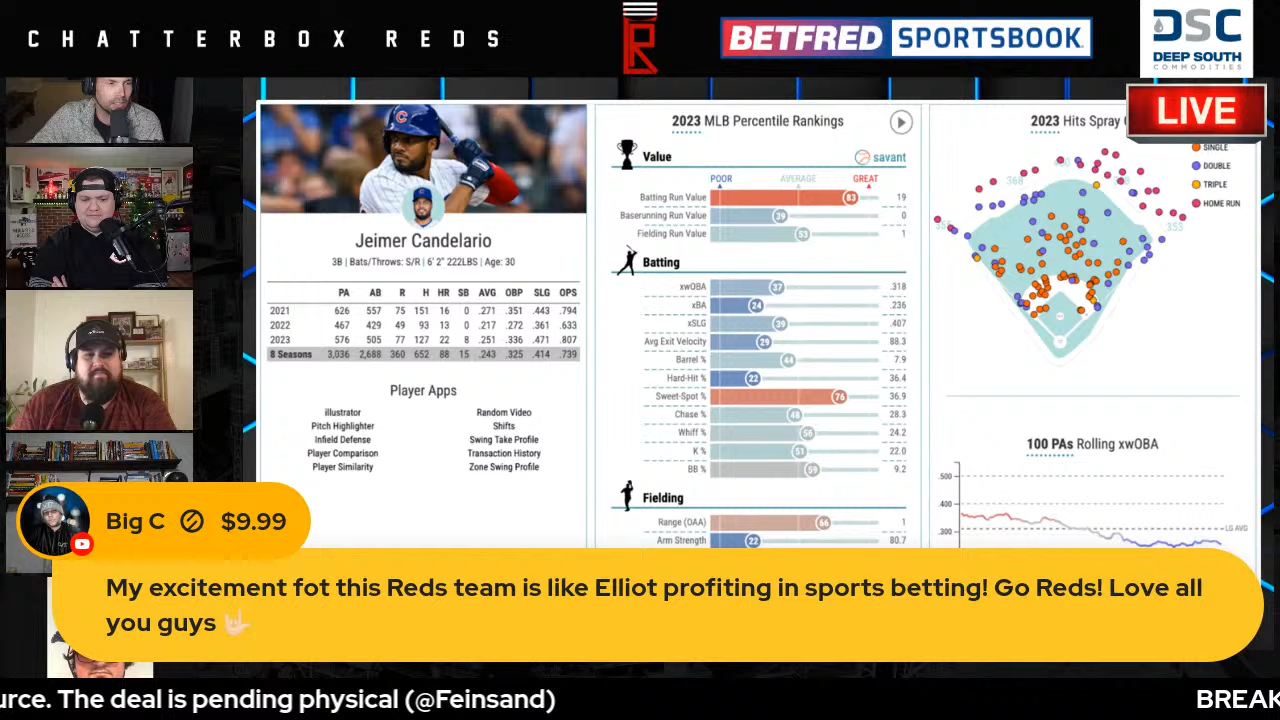 CHATTERBOX REDS
BETFRED SPORTSBOOK
DSC
DEEP SOUTH
COMMODITIES
LIVE
Jeimer Candelario
3B | Bats/Throws: S/R | 6' 2" 222LBS | Age: 30
PA AB R H HR SB AVG OBP SLG OPS
2021 626 557 75 151 16 0 .271 .351 .443 .794
2022 467 429 49 93 13 0 .217 .272 .361 .633
2023 576 505 77 127 22 8 .251 .336 .471 .807
8 Seasons 3,036 2,688 360 652 88 15 .243 .325 .414 .739
Player Apps
illustrator Random Video
Pitch Highlighter Shifts
Infield Defense Swing Take Profile
Player Comparison Transaction History
Player Similarity Zone Swing Profile
2023 MLB Percentile Rankings
Value
savant
POOR AVERAGE GREAT
Batting Run Value 83 19
Baserunning Run Value 39 0
Fielding Run Value 53 1
Batting
xwOBA 37 .318
xBA 24 .236
xSLG 39 .407
Avg Exit Velocity 29 88.3
Barrel % 44 7.9
Hard-Hit % 22 36.4
Sweet-Spot % 76 36.9
Chase % 48 28.3
Whiff % 56 24.2
K % 51 22.0
BB % 59 9.2
Fielding
Range (OAA) 66 1
Arm Strength 22 80.7
2023 Hits Spray
SINGLE
DOUBLE
TRIPLE
HOME RUN
368
353
100 PAs Rolling xwOBA
.500
.400
.300
LG AVG
Big C $9.99
My excitement fot this Reds team is like Elliot profiting in sports betting! Go Reds! Love all
you guys 🤟🏻
urce. The deal is pending physical (@Feinsand) BREAK